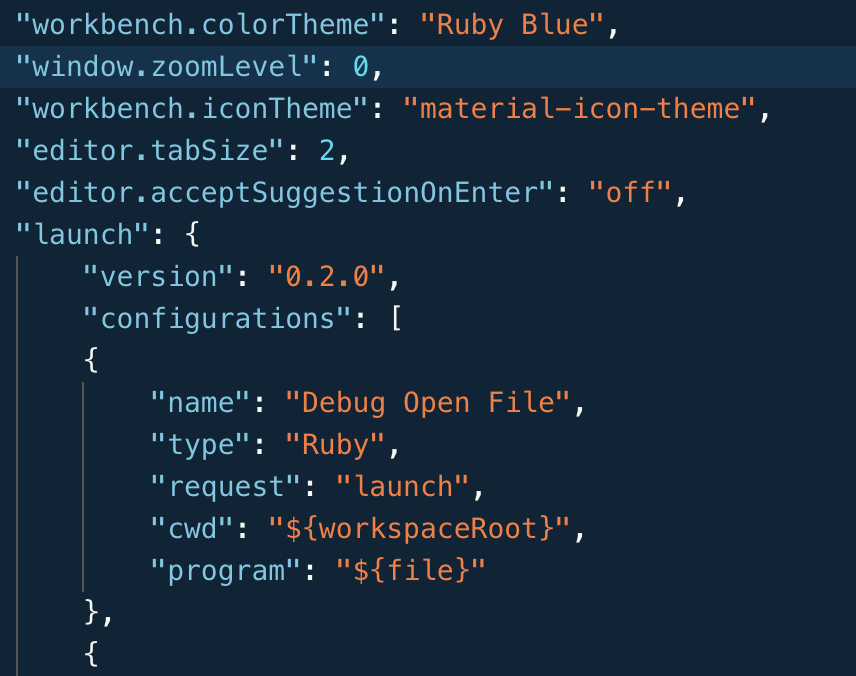 "workbench.colorTheme": "Ruby Blue",
"window.zoomLevel": 0,
"workbench.iconTheme": "material-icon-theme",
"editor.tabSize": 2,
"editor.acceptSuggestionOnEnter": "off",
"launch": {
    "version": "0.2.0",
    "configurations": [
    {
        "name": "Debug Open File",
        "type": "Ruby",
        "request": "launch",
        "cwd": "${workspaceRoot}",
        "program": "${file}"
    },
    {